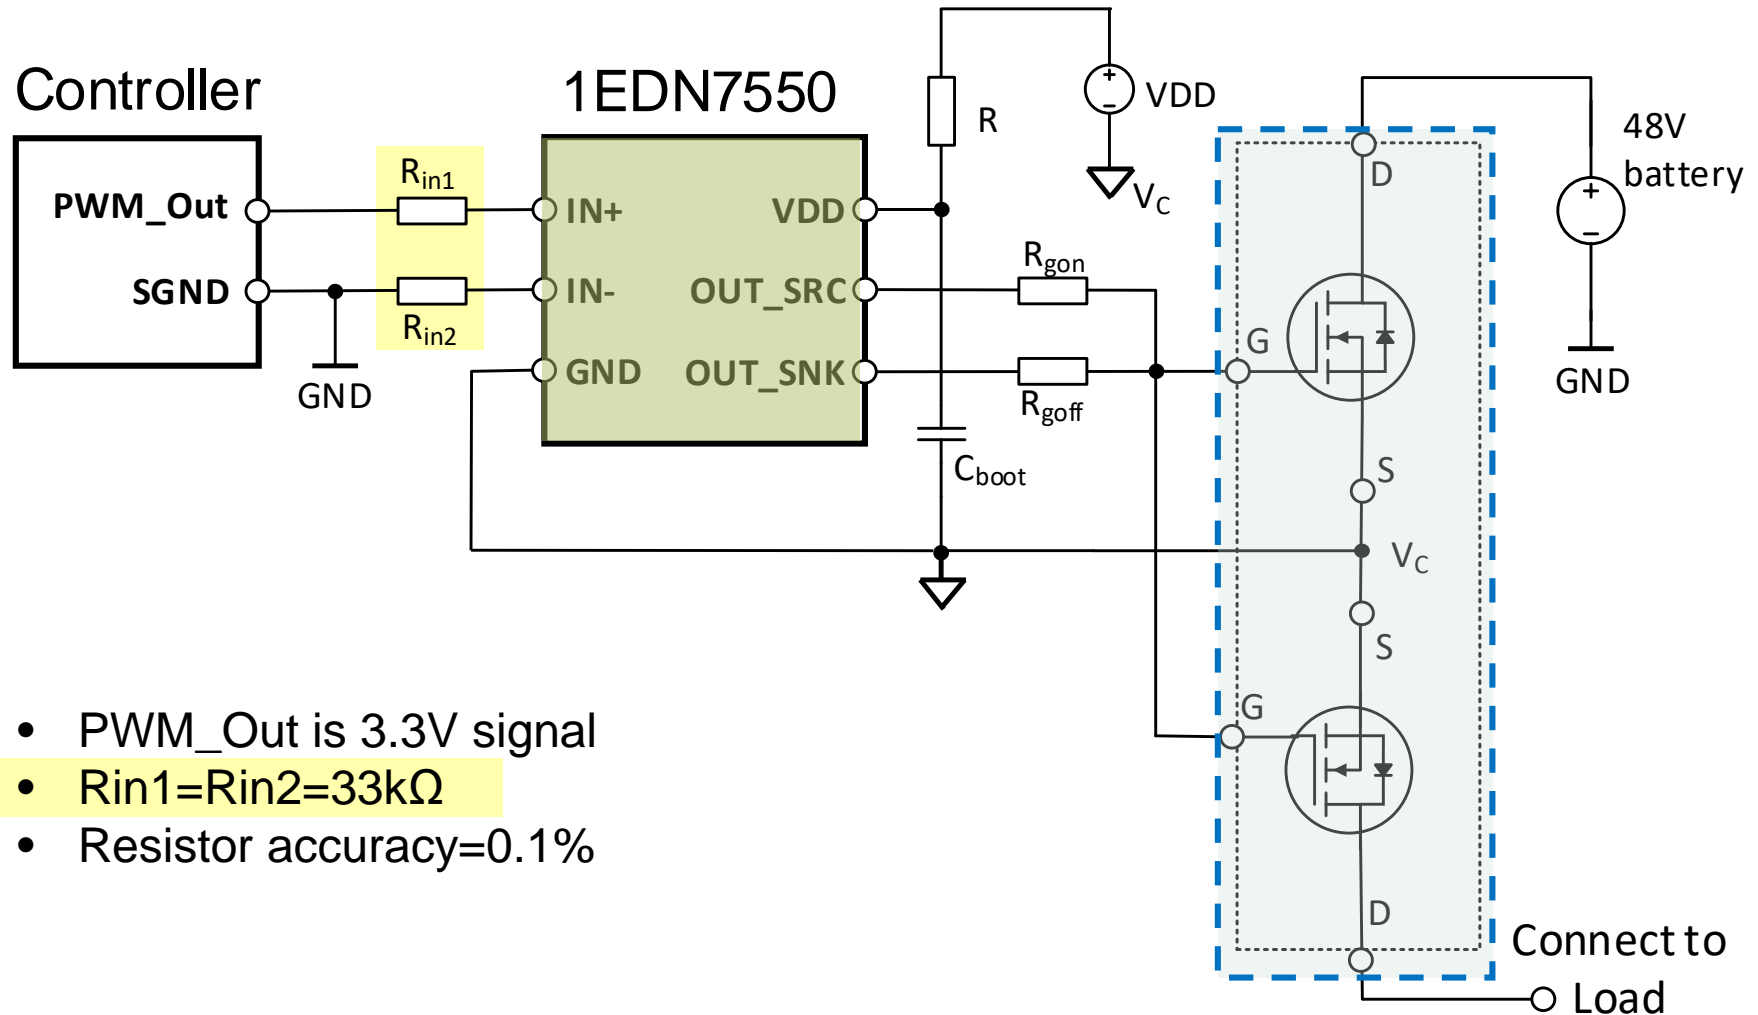 Controller
1EDN7550
PWM_Out
SGND
GND
Rin1
Rin2
IN+
IN-
GND
VDD
OUT_SRC
OUT_SNK
R
VDD
VC
Rgon
Rgoff
Cboot
D
G
S
VC
S
G
D
48V
battery
GND
Connect to
Load
• PWM_Out is 3.3V signal
• Rin1=Rin2=33kΩ
• Resistor accuracy=0.1%